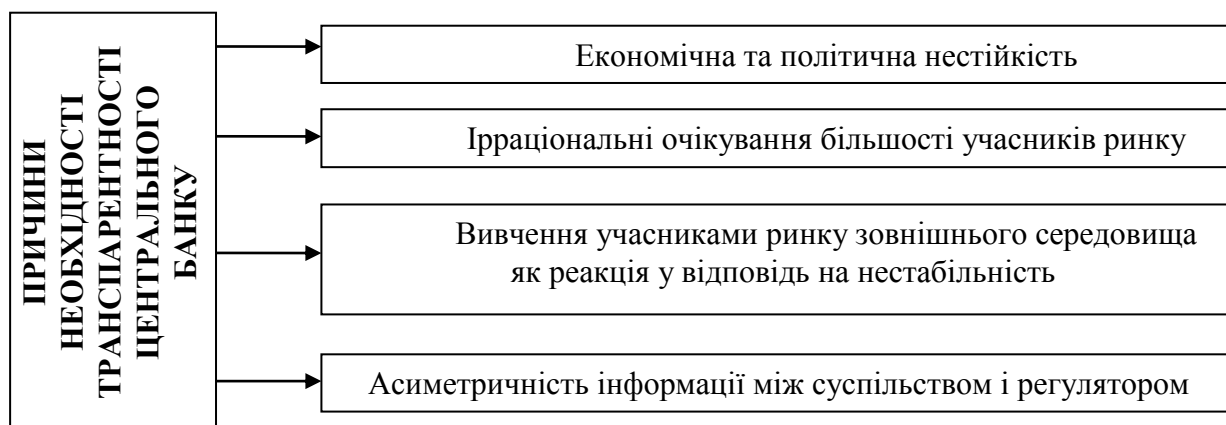 ПРИЧИНИ
НЕОБХІДНОСТІ
ТРАНСПАРЕНТНОСТІ
ЦЕНТРАЛЬНОГО
БАНКУ
Економічна та політична нестійкість
Ірраціональні очікування більшості учасників ринку
Вивчення учасниками ринку зовнішнього середовища
як реакція у відповідь на нестабільність
Асиметричність інформації між суспільством і регулятором